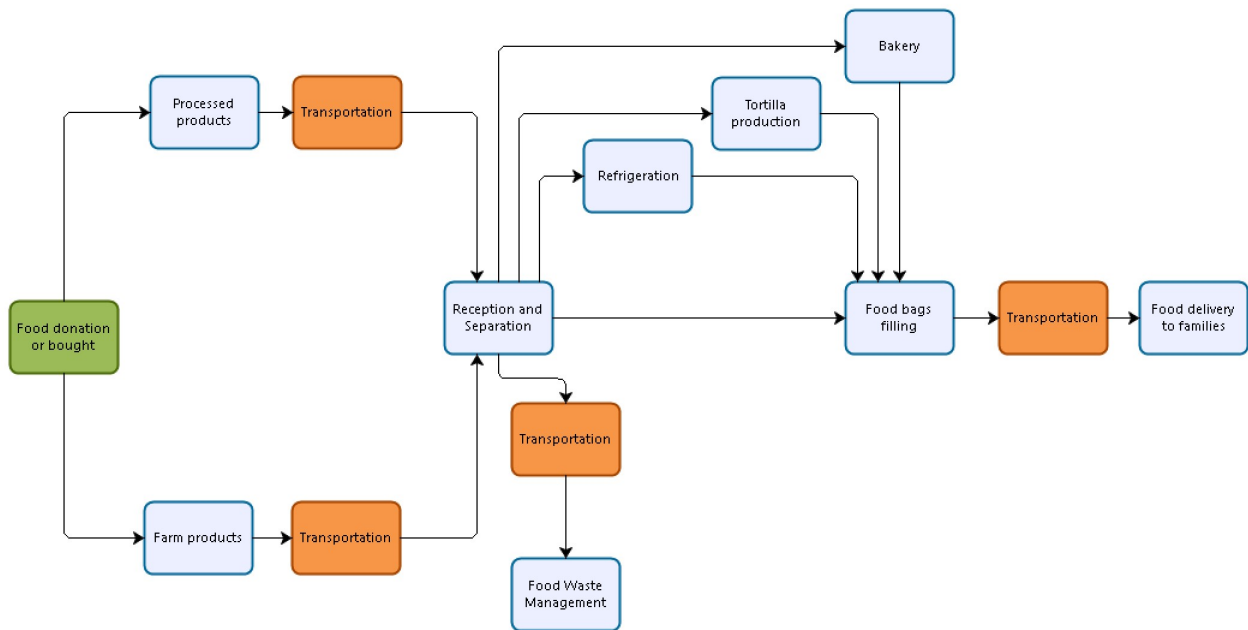 Bakery
Processed
products
Transportation
Tortilla
production
Refrigeration
Food donation
or bought
Reception and
Separation
Food bags
filling
Transportation
Food delivery
to families
Transportation
Farm products
Transportation
Food Waste
Management